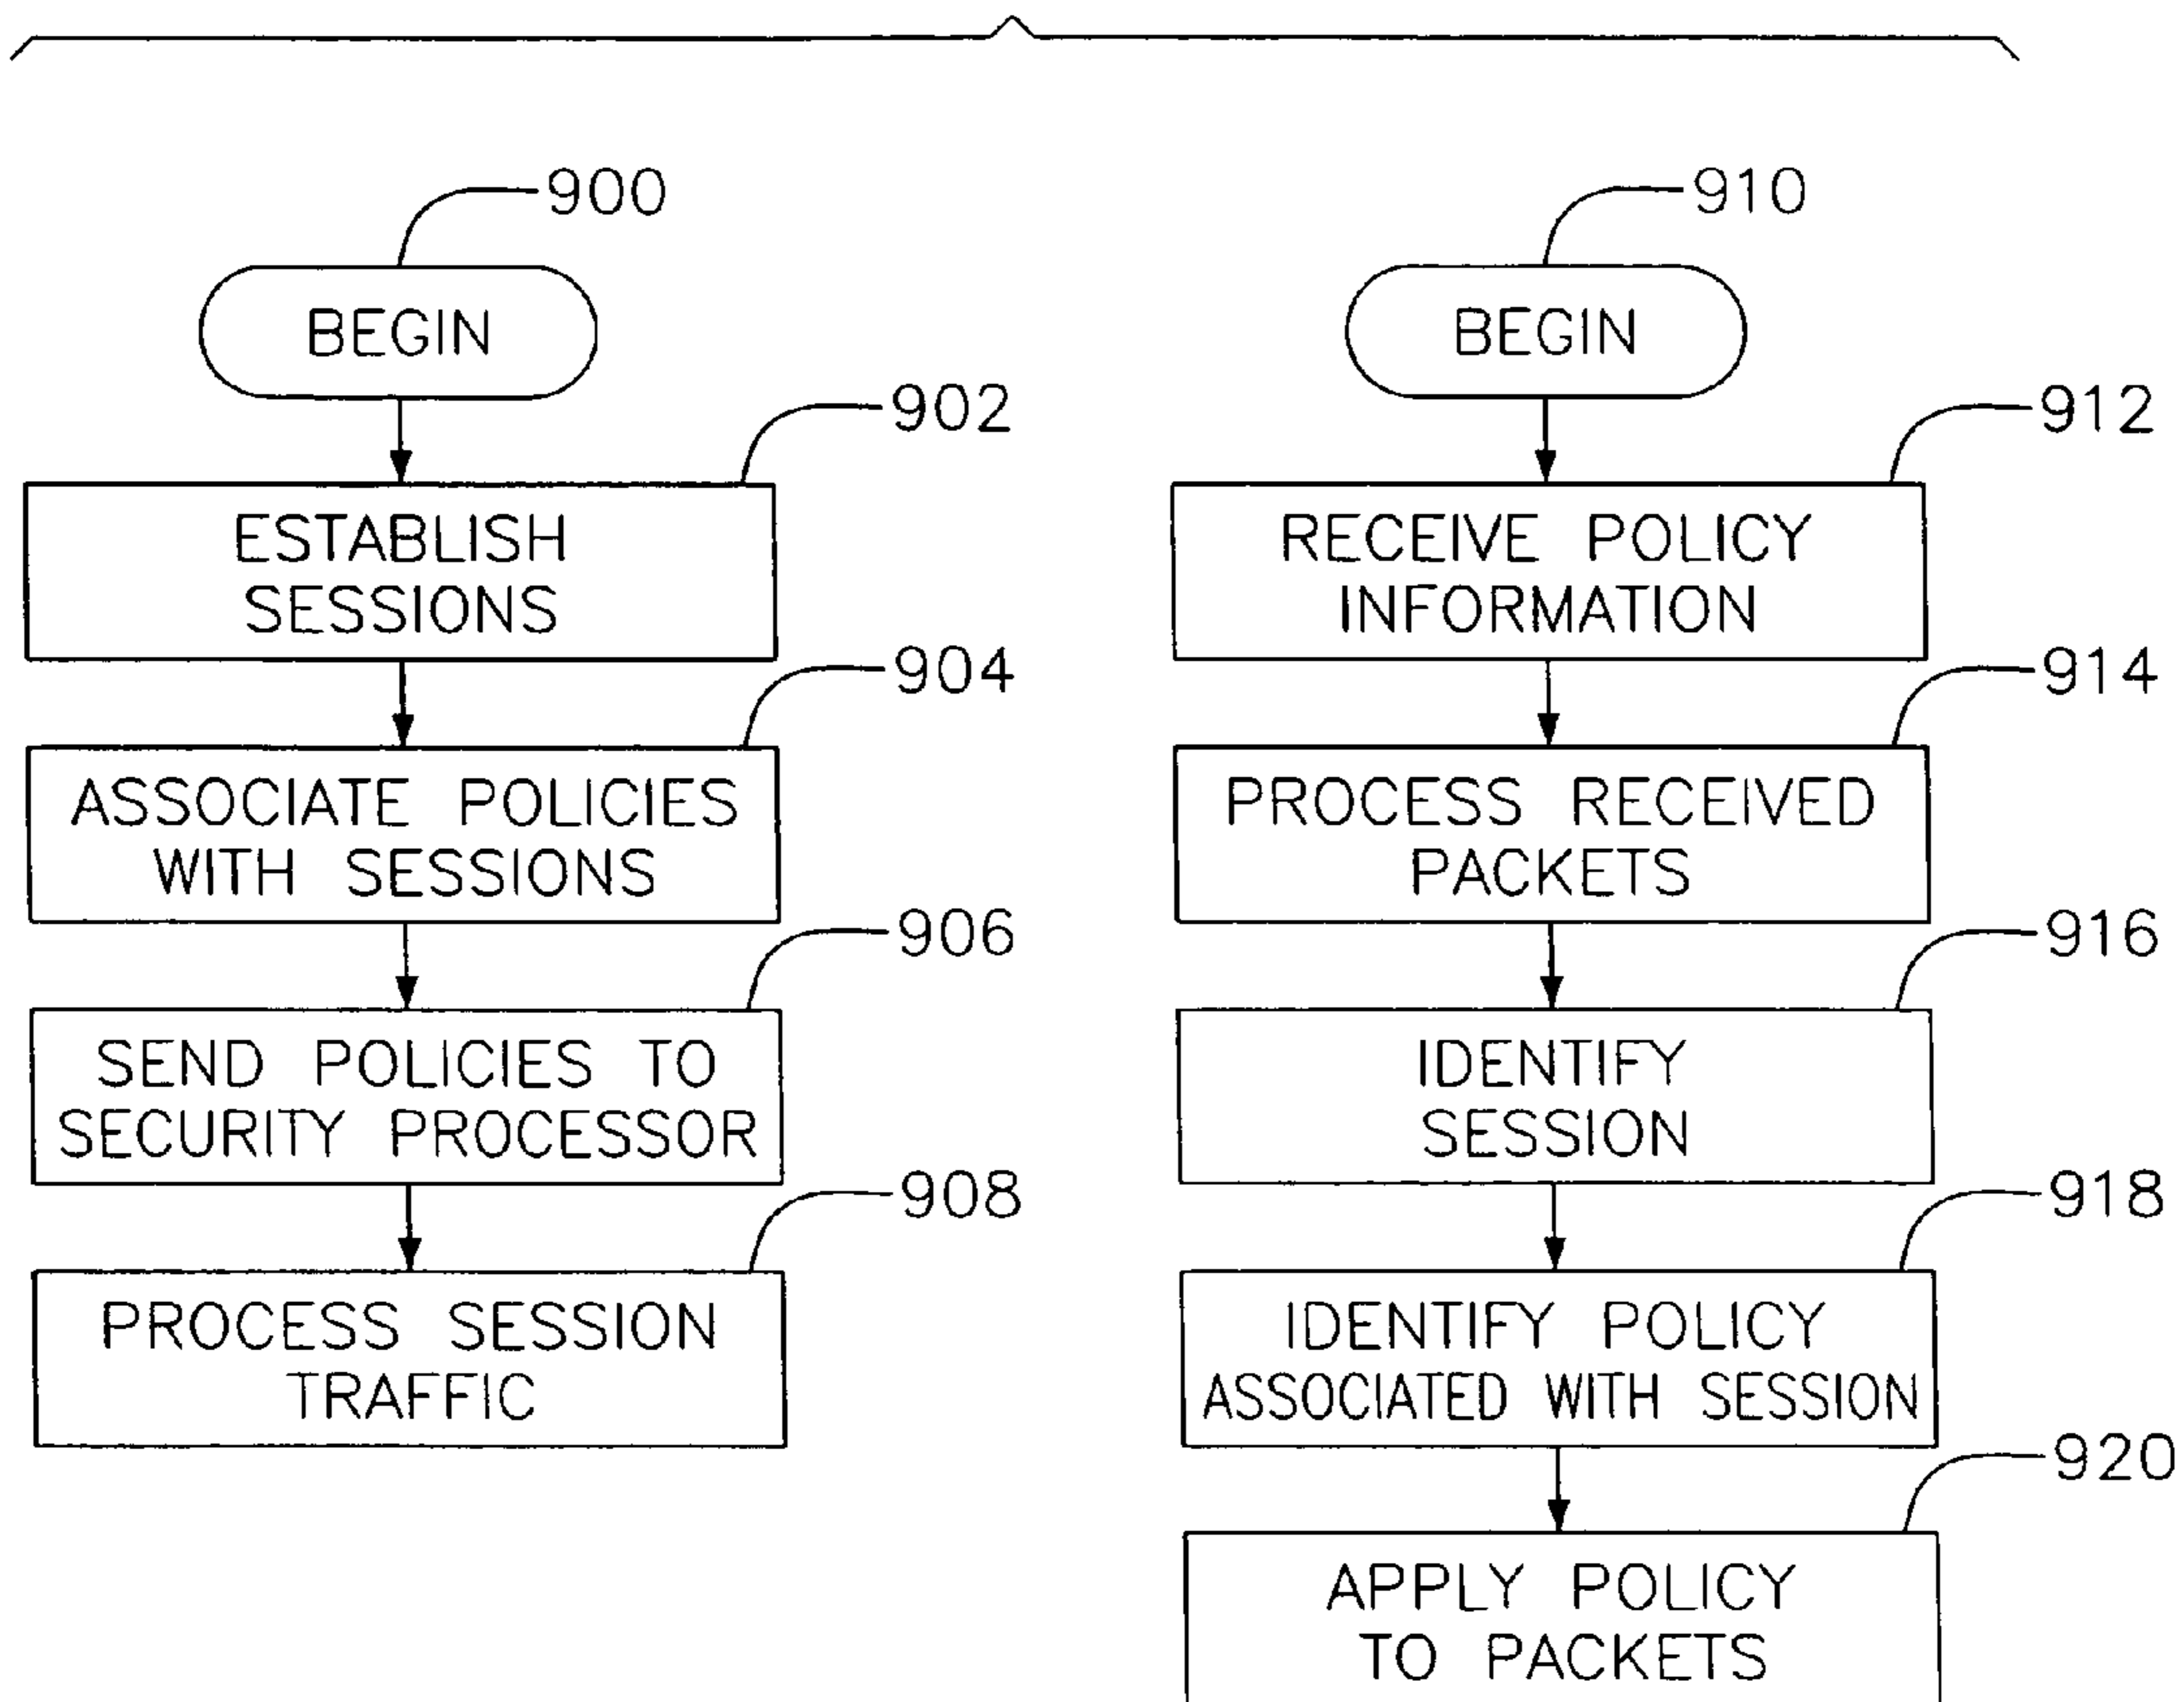 900
BEGIN
902
ESTABLISH
SESSIONS
904
ASSOCIATE POLICIES
WITH SESSIONS
906
SEND POLICIES TO
SECURITY PROCESSOR
908
PROCESS SESSION
TRAFFIC
910
BEGIN
912
RECEIVE POLICY
INFORMATION
914
PROCESS RECEIVED
PACKETS
916
IDENTIFY
SESSION
918
IDENTIFY POLICY
ASSOCIATED WITH SESSION
920
APPLY POLICY
TO PACKETS